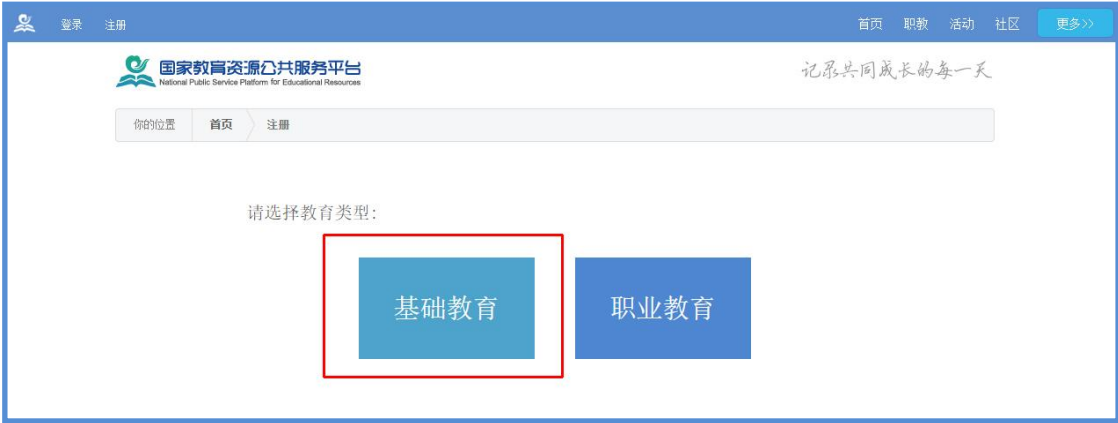 登录 注册 首页 职教 活动 社区 更多>>
国家教育资源公共服务平台
National Public Service Platform for Educational Resources
记录共同成长的每一天
你的位置 首页 注册
请选择教育类型:
基础教育 职业教育